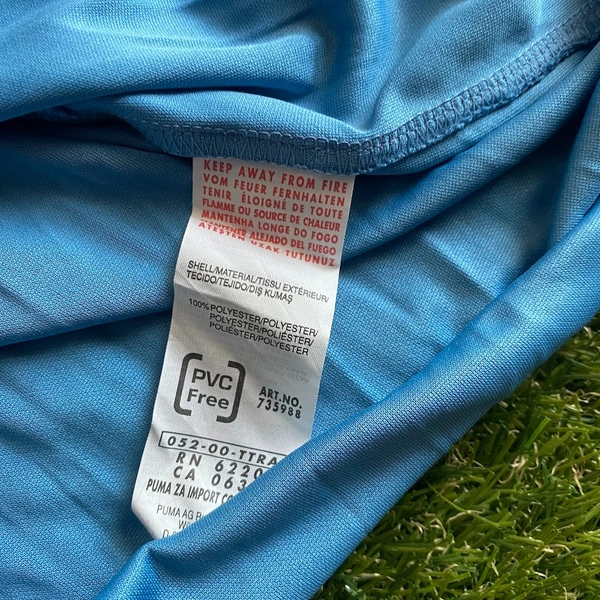 KEEP AWAY FROM FIRE
VOM FEUER FERNHALTEN
TENIR ÉLOIGNÉ DE TOUTE
FLAMME OU SOURCE DE CHALEUR
MANTENHA LONGE DO FOGO
MANTENER ALEJADO DEL FUEGO
ATEŞTEN UZAK TUTUNUZ
SHELL/MATERIAL/TISSU EXTÉRIEUR/
TECIDO/TEJIDO/DIŞ KUMAŞ
100%POLYESTER/POLYESTER/
POLYESTER/POLIÉSTER/
POLIÉSTER/POLYESTER
PVC
Free
ART.NO.
735988
052-00-TTRA
RN 6220
CA 063
PUMA ZA IMPORT CO
PUMA AG R